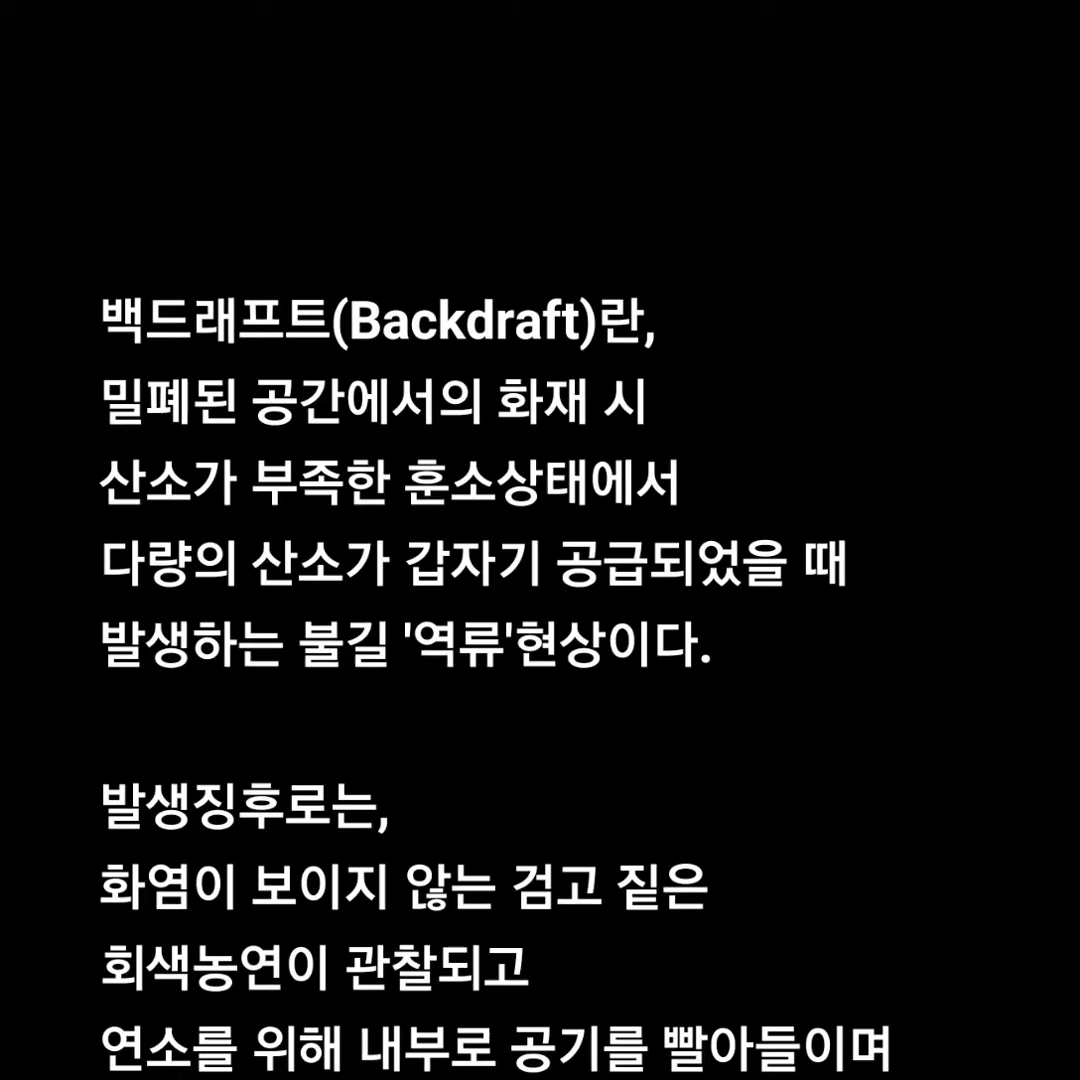 백드래프트(Backdraft)란,
밀폐된 공간에서의 화재 시
산소가 부족한 훈소상태에서
다량의 산소가 갑자기 공급되었을 때
발생하는 불길 '역류'현상이다.
발생징후로는,
화염이 보이지 않는 검고 짙은
회색농연이 관찰되고
연소를 위해 내부로 공기를 빨아들이며